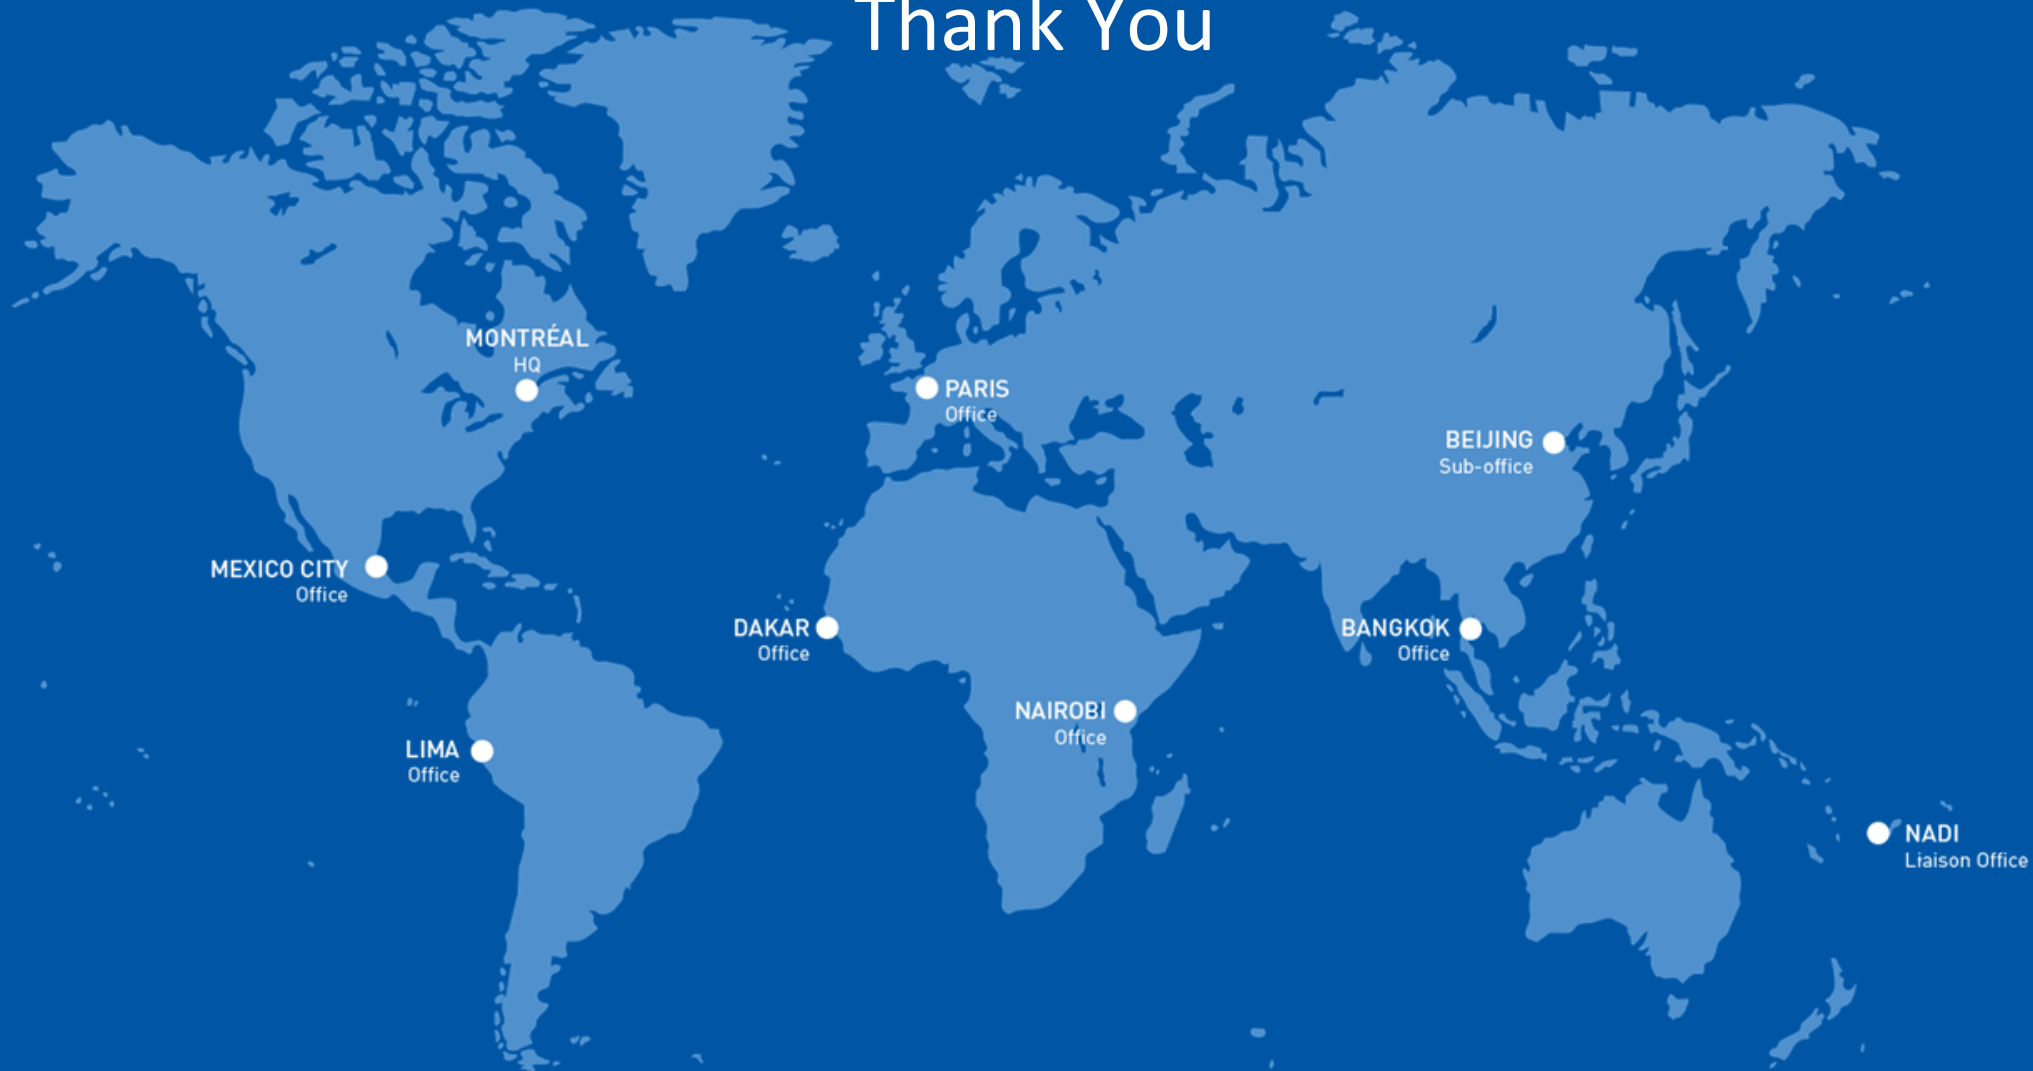 Thank You
MONTRÉAL
HQ
PARIS
Office
BEIJING
Sub-office
MEXICO CITY
Office
DAKAR
Office
BANGKOK
Office
NAIROBI
Office
LIMA
Office
NADI
Liaison Office